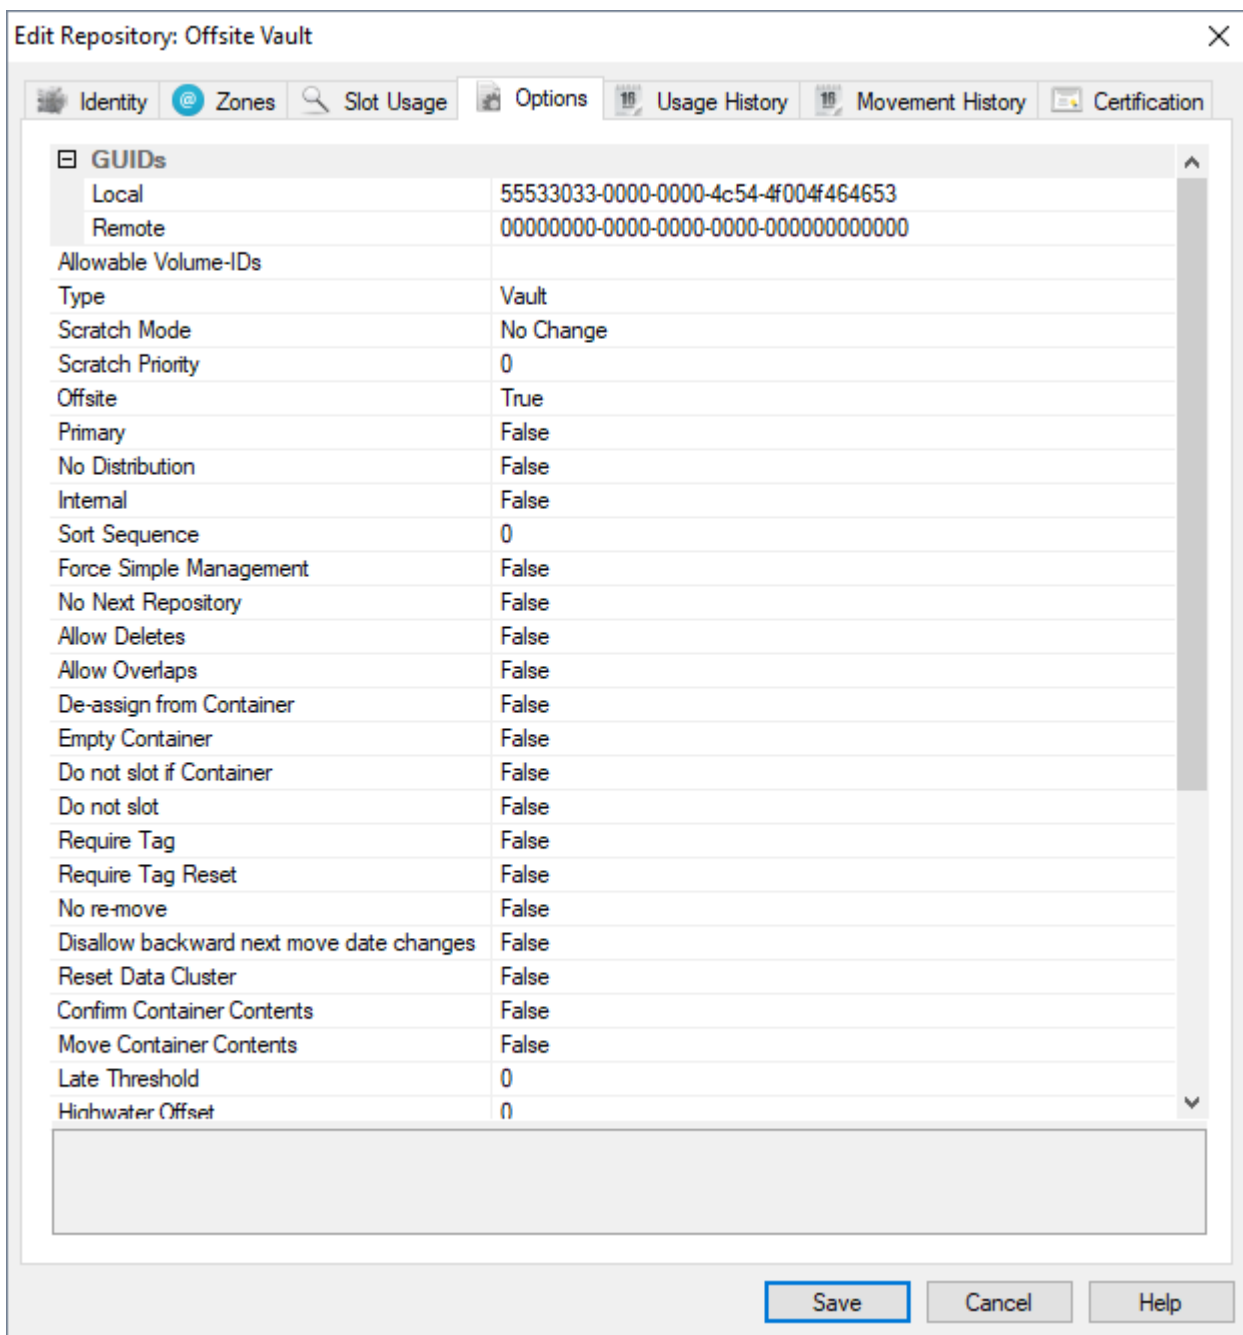 Edit Repository: Offsite Vault
Identity Zones Slot Usage Options Usage History Movement History Certification
GUIDs
Local 55533033-0000-0000-4c54-4f004f464653
Remote 00000000-0000-0000-0000-000000000000
Allowable Volume-IDs
Type Vault
Scratch Mode No Change
Scratch Priority 0
Offsite True
Primary False
No Distribution False
Internal False
Sort Sequence 0
Force Simple Management False
No Next Repository False
Allow Deletes False
Allow Overlaps False
De-assign from Container False
Empty Container False
Do not slot if Container False
Do not slot False
Require Tag False
Require Tag Reset False
No re-move False
Disallow backward next move date changes False
Reset Data Cluster False
Confirm Container Contents False
Move Container Contents False
Late Threshold 0
Highwater Offset 0
Save Cancel Help